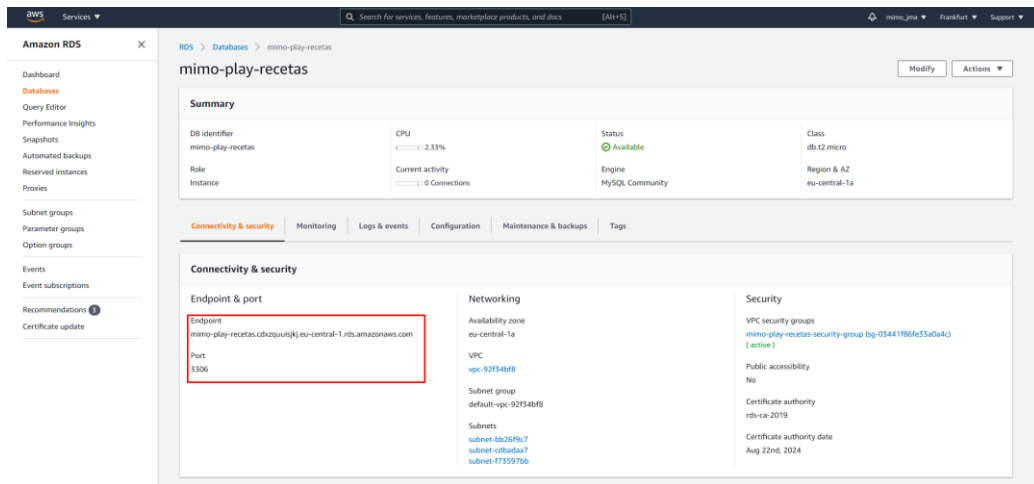 aws Services ▼ Search for services, features, marketplace products, and docs [Alt+S] mimo_jma ▼ Frankfurt ▼ Support ▼
Amazon RDS ×
Dashboard
Databases
Query Editor
Performance Insights
Snapshots
Automated backups
Reserved instances
Proxies
Subnet groups
Parameter groups
Option groups
Events
Event subscriptions
Recommendations 3
Certificate update
RDS > Databases > mimo-play-recetas
mimo-play-recetas
Modify Actions ▼
Summary
DB identifier CPU Status Class
mimo-play-recetas 2.33% Available db.t2.micro
Role Current activity Engine Region & AZ
Instance 0 Connections MySQL Community eu-central-1a
Connectivity & security Monitoring Logs & events Configuration Maintenance & backups Tags
Connectivity & security
Endpoint & port
Endpoint
mimo-play-recetas.cdxzquuisjkj.eu-central-1.rds.amazonaws.com
Port
3306
Networking
Availability zone
eu-central-1a
VPC
vpc-92f34bf8
Subnet group
default-vpc-92f34bf8
Subnets
subnet-bb26f9c7
subnet-cdbadaa7
subnet-f73597bb
Security
VPC security groups
mimo-play-recetas-security-group (sg-03441f86fe33a0a4c)
( active )
Public accessibility
No
Certificate authority
rds-ca-2019
Certificate authority date
Aug 22nd, 2024